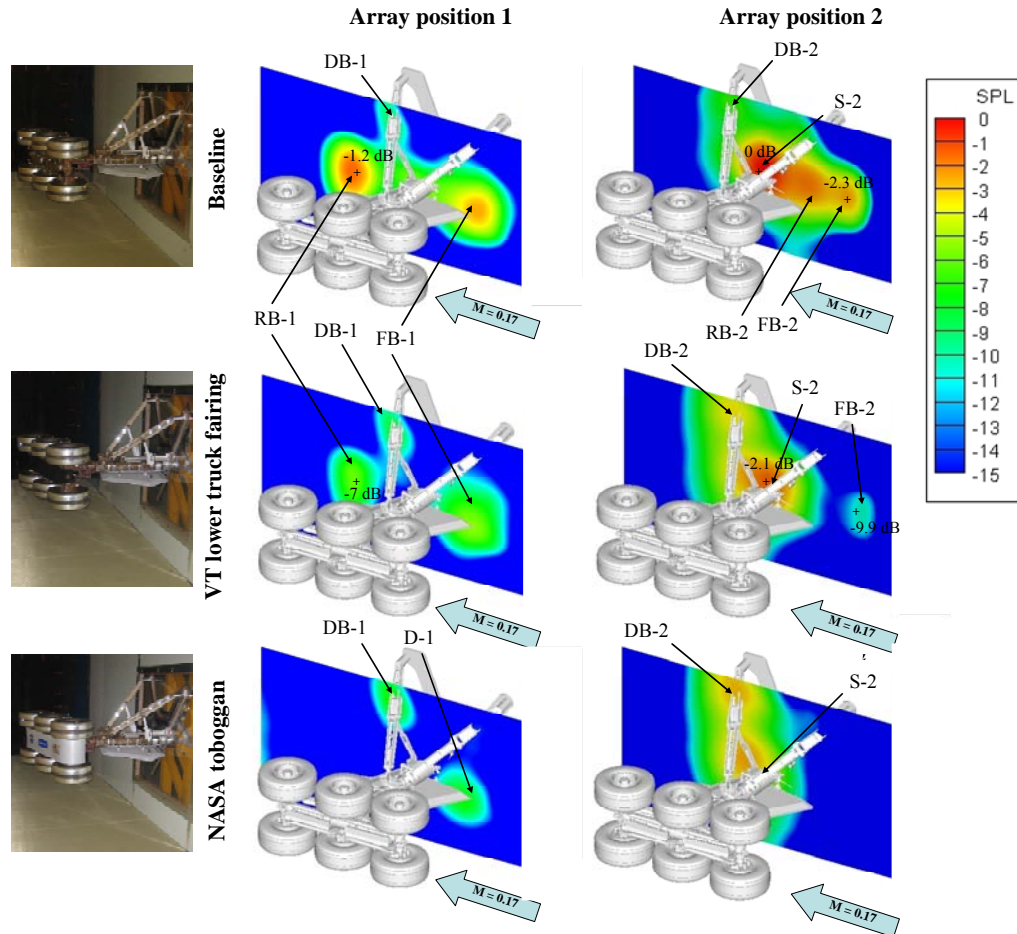 Array position 1
Array position 2
Baseline
DB-1
-1.2 dB
M = 0.17
DB-2
S-2
0 dB
-2.3 dB
M = 0.17
SPL
0
-1
-2
-3
-4
-5
-6
-7
-8
-9
-10
-11
-12
-13
-14
-15
RB-1
DB-1
FB-1
RB-2
FB-2
VT lower truck fairing
-7 dB
M = 0.17
DB-2
S-2
FB-2
-2.1 dB
-9.9 dB
M = 0.17
NASA toboggan
DB-1
D-1
M = 0.17
DB-2
S-2
M = 0.17